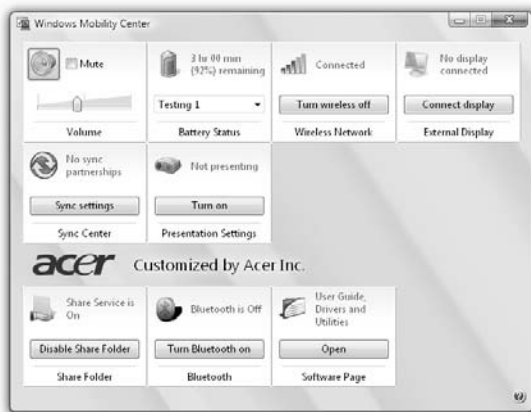 Windows Mobility Center
Mute
Volume
3 hr 00 min
(92%) remaining
Testing 1
Battery Status
Connected
Turn wireless off
Wireless Network
No display
connected
Connect display
External Display
No sync
partnerships
Sync settings
Sync Center
Not presenting
Turn on
Presentation Settings
acer Customized by Acer Inc.
Share Service is
On
Disable Share Folder
Share Folder
Bluetooth is Off
Turn Bluetooth on
Bluetooth
User Guide,
Drivers and
Utilities
Open
Software Page